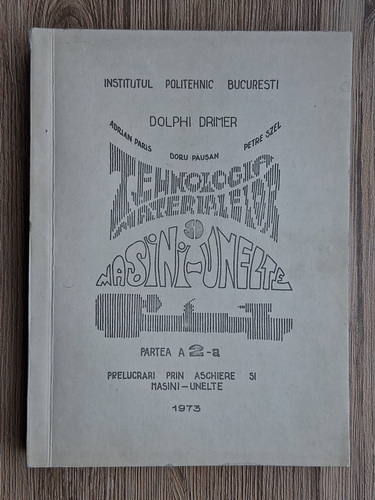 INSTITUTUL POLITEHNIC BUCURESTI
DOLPHI DRIMER
ADRIAN PARIS DORU PAUSAN PETRE SZEL
TEHNOLOGIA
MATERIALELOR
SI
MASINI-UNELTE
PARTEA A 2-a
PRELUCRARI PRIN ASCHIERE SI
MASINI-UNELTE
1973